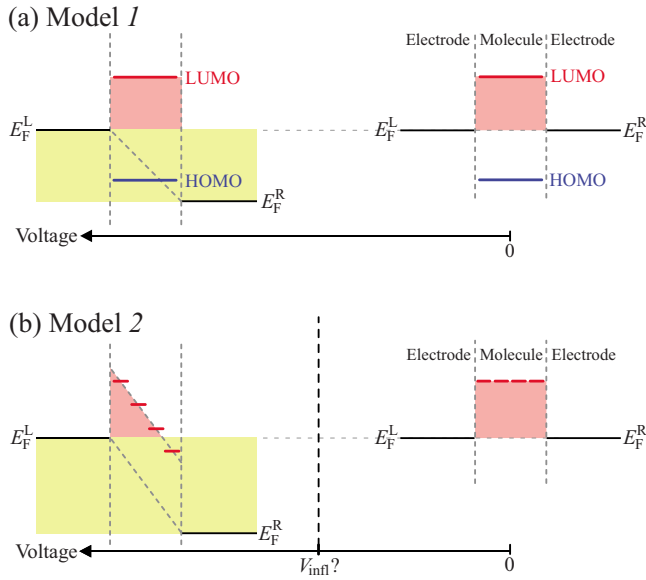 (a) Model 1
Electrode Molecule Electrode
LUMO LUMO
E_F^L E_F^L E_F^R
HOMO HOMO
E_F^R
Voltage 0
(b) Model 2
Electrode Molecule Electrode
E_F^L E_F^L E_F^R
E_F^R
Voltage 0
V_infl?